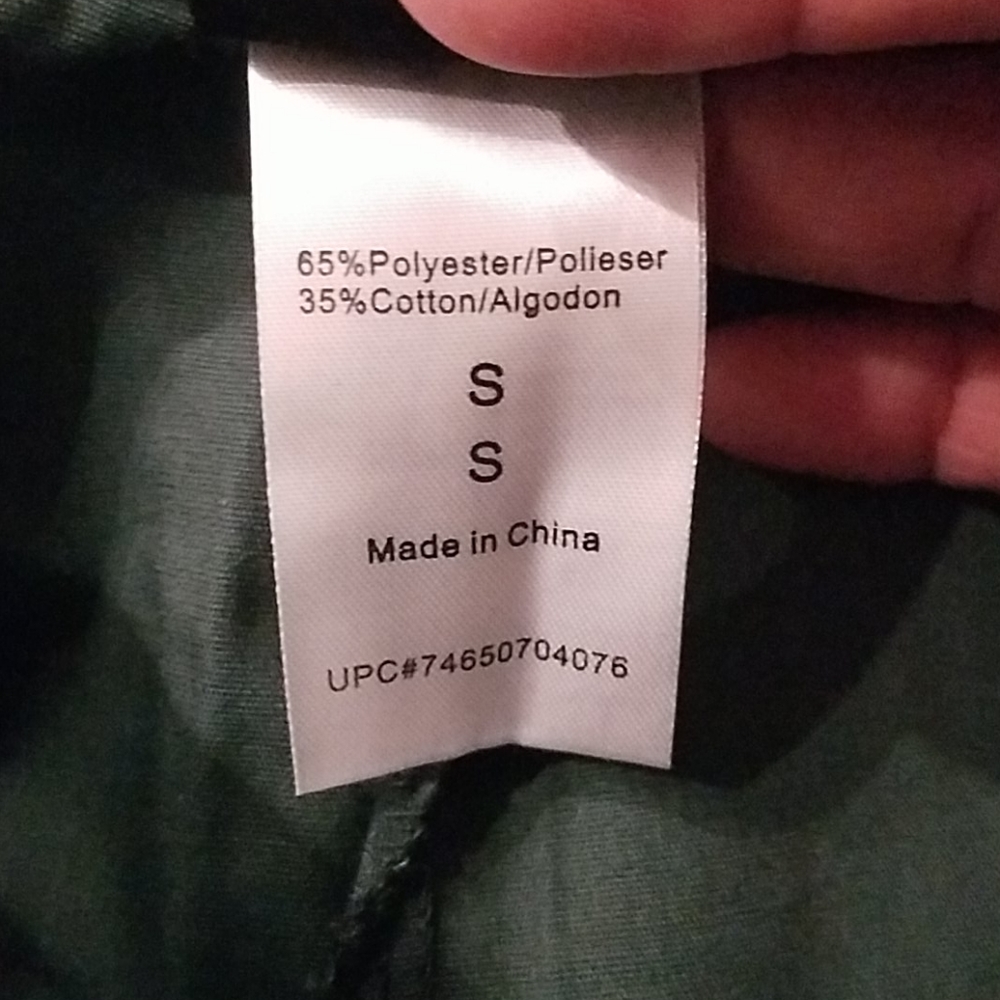 65%Polyester/Polieser
35%Cotton/Algodon
S
S
Made in China
UPC#74650704076